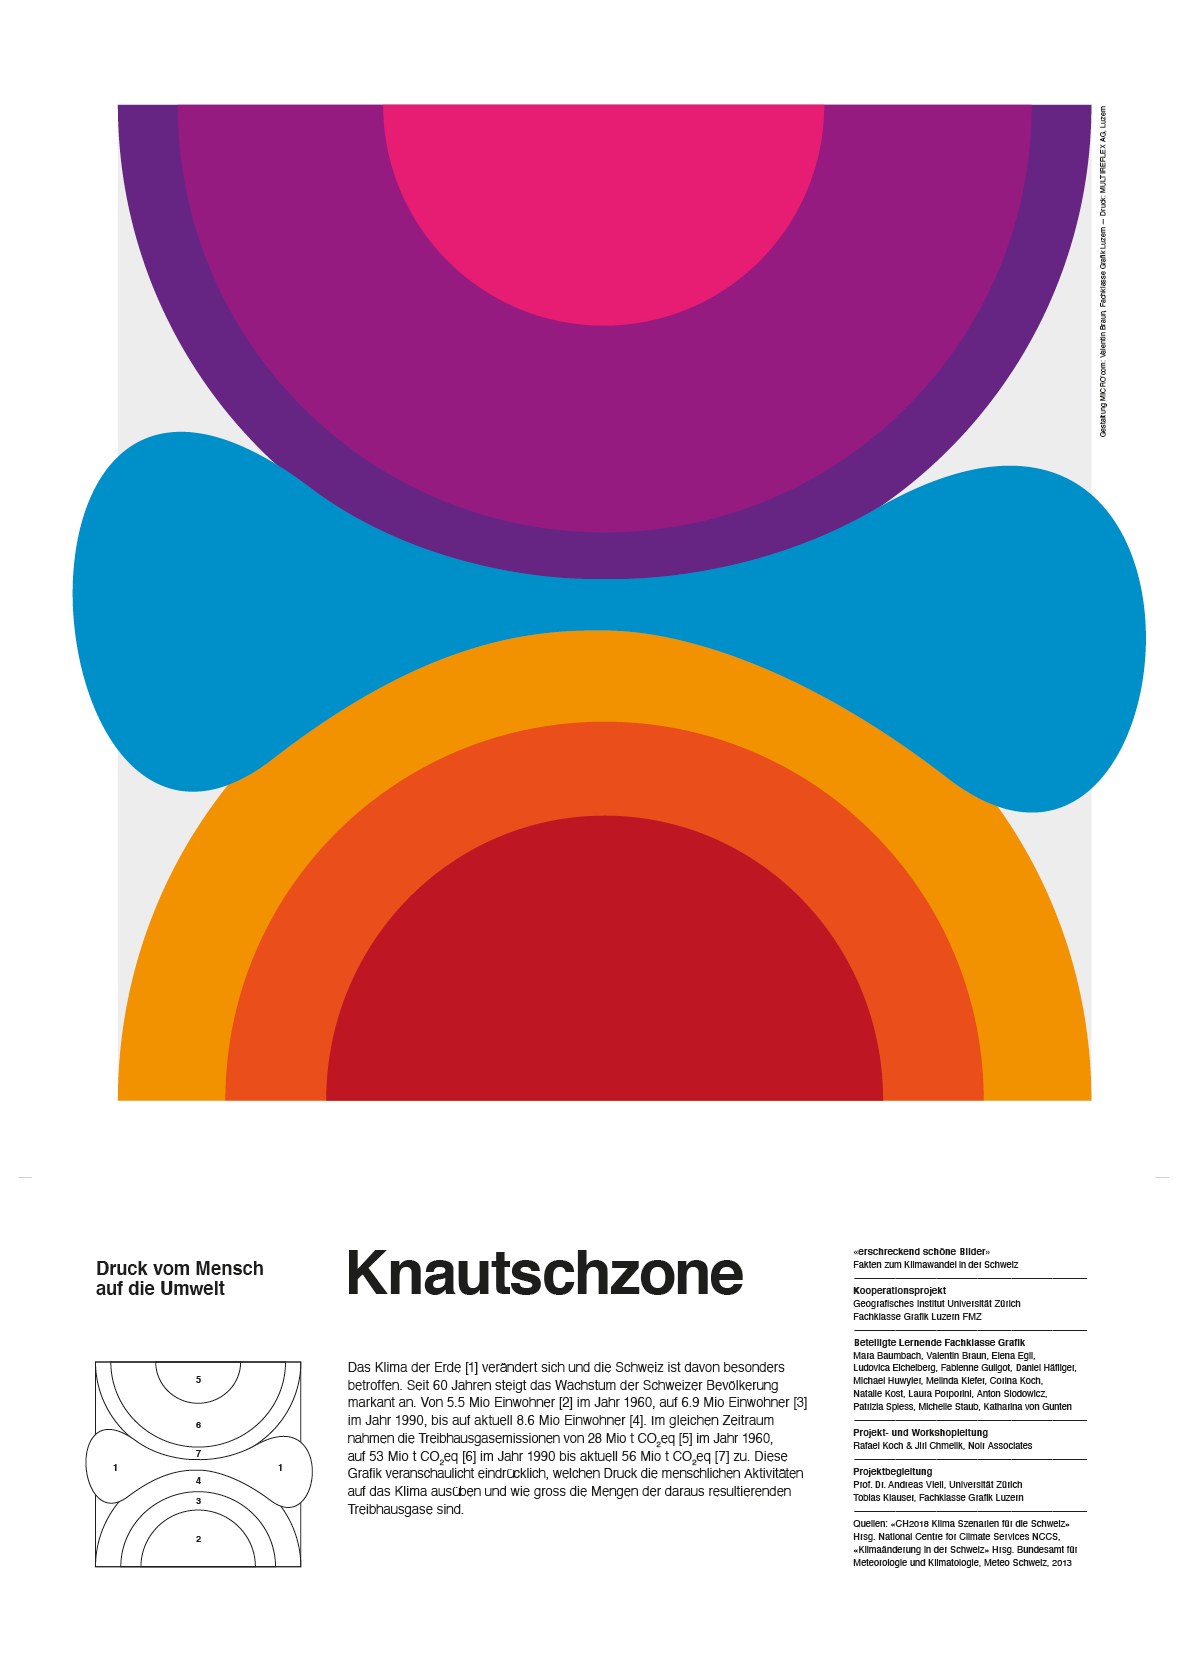 Gestaltung MICRO'com: Valentin Braun, Fachklasse Grafik Luzern — Druck: MULTIREFLEX AG, Luzern
Druck vom Mensch
auf die Umwelt
5
6
7
1
1
4
3
2
Knautschzone
Das Klima der Erde [1] verändert sich und die Schweiz ist davon besonders
betroffen. Seit 60 Jahren steigt das Wachstum der Schweizer Bevölkerung
markant an. Von 5.5 Mio Einwohner [2] im Jahr 1960, auf 6.9 Mio Einwohner [3]
im Jahr 1990, bis auf aktuell 8.6 Mio Einwohner [4]. Im gleichen Zeitraum
nahmen die Treibhausgasemissionen von 28 Mio t CO₂eq [5] im Jahr 1960,
auf 53 Mio t CO₂eq [6] im Jahr 1990 bis aktuell 56 Mio t CO₂eq [7] zu. Diese
Grafik veranschaulicht eindrücklich, welchen Druck die menschlichen Aktivitäten
auf das Klima ausüben und wie gross die Mengen der daraus resultierenden
Treibhausgase sind.
«erschreckend schöne Bilder»
Fakten zum Klimawandel in der Schweiz
Kooperationsprojekt
Geografisches Institut Universität Zürich
Fachklasse Grafik Luzern FMZ
Beteiligte Lernende Fachklasse Grafik
Mara Baumbach, Valentin Braun, Elena Egli,
Ludovica Eichelberg, Fabienne Guligot, Daniel Häfliger,
Michael Huwyler, Melinda Kiefer, Corina Koch,
Natalie Kost, Laura Porporini, Anton Slodowicz,
Patrizia Spiess, Michelle Staub, Katharina von Gunten
Projekt- und Workshopleitung
Rafael Koch & Jiri Chmelik, Noir Associates
Projektbegleitung
Prof. Dr. Andreas Vieli, Universität Zürich
Tobias Klauser, Fachklasse Grafik Luzern
Quellen: «CH2018 Klima Szenarien für die Schweiz»
Hrsg. National Centre for Climate Services NCCS,
«Klimaänderung in der Schweiz» Hrsg. Bundesamt für
Meteorologie und Klimatologie, Meteo Schweiz, 2013